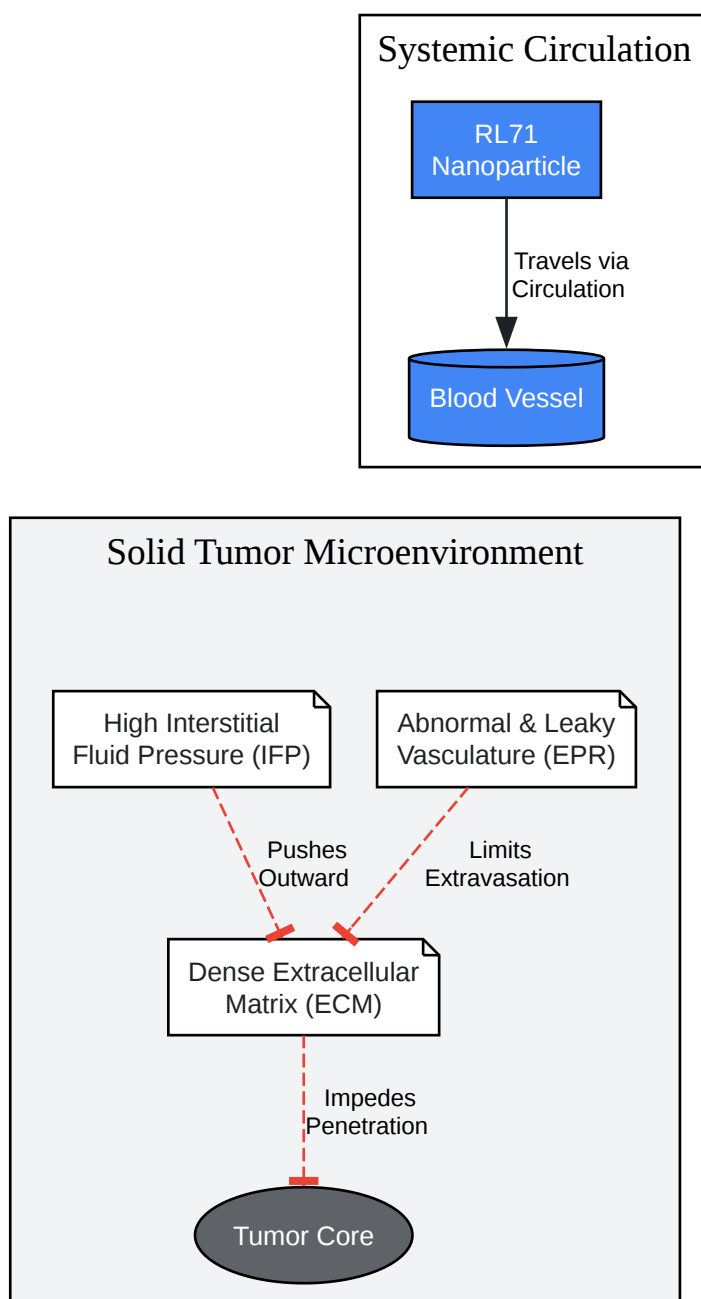 Systemic Circulation
RL71
Nanoparticle
Travels via
Circulation
Blood Vessel
Solid Tumor Microenvironment
High Interstitial
Fluid Pressure (IFP)
Abnormal & Leaky
Vasculature (EPR)
Pushes
Outward
Limits
Extravasation
Dense Extracellular
Matrix (ECM)
Impedes
Penetration
Tumor Core